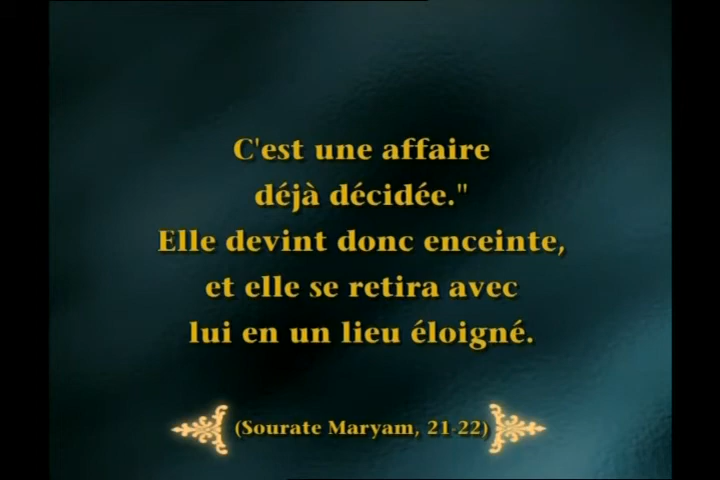 C'est une affaire
déjà décidée."
Elle devint donc enceinte,
et elle se retira avec
lui en un lieu éloigné.
(Sourate Maryam, 21-22)